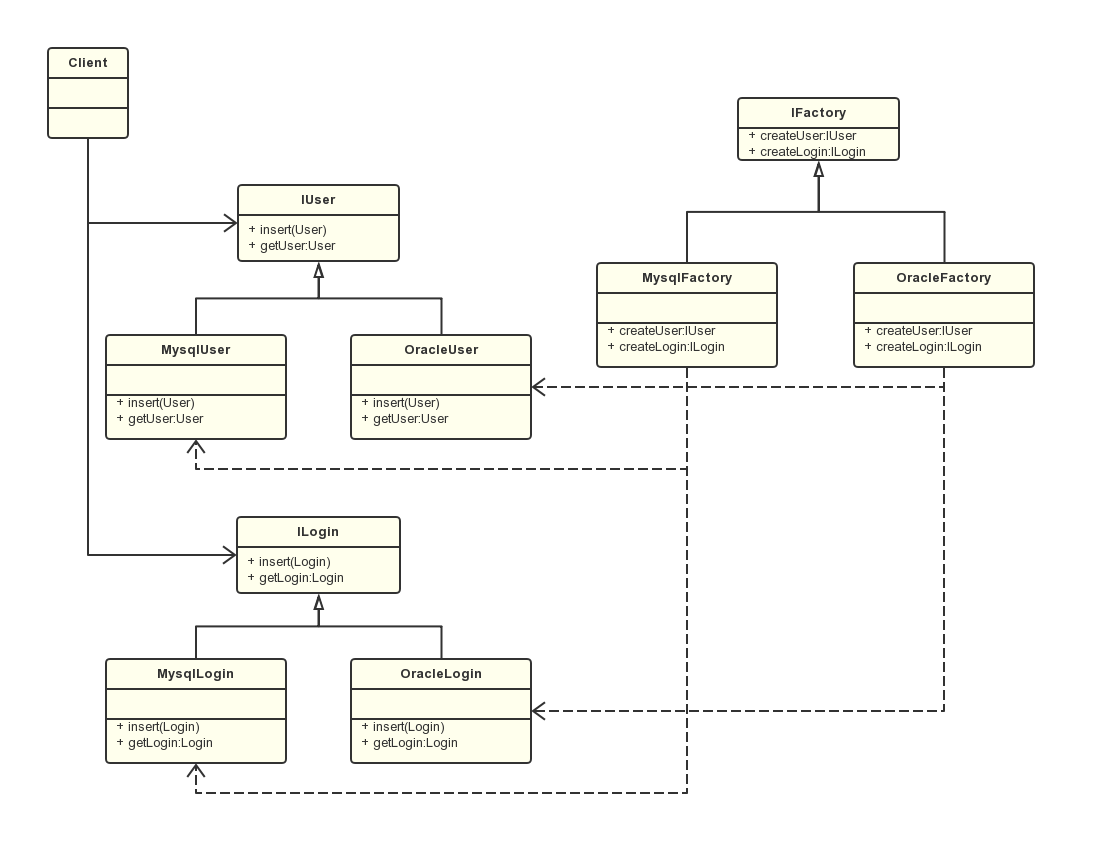 Client
IFactory
+ createUser:IUser
+ createLogin:ILogin
IUser
+ insert(User)
+ getUser:User
MysqlFactory
+ createUser:IUser
+ createLogin:ILogin
OracleFactory
+ createUser:IUser
+ createLogin:ILogin
MysqlUser
+ insert(User)
+ getUser:User
OracleUser
+ insert(User)
+ getUser:User
ILogin
+ insert(Login)
+ getLogin:Login
MysqlLogin
+ insert(Login)
+ getLogin:Login
OracleLogin
+ insert(Login)
+ getLogin:Login